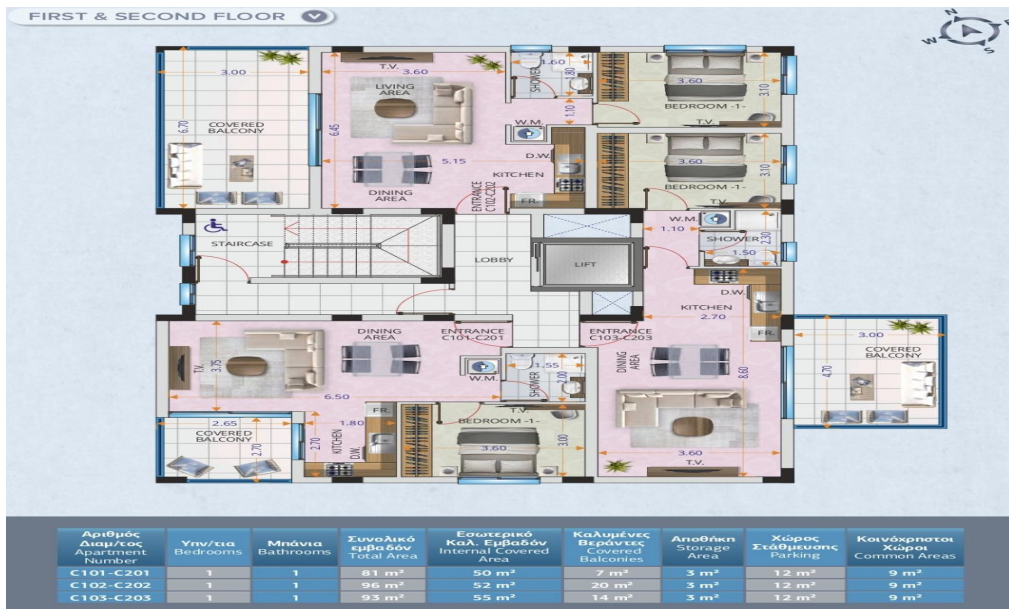 FIRST & SECOND FLOOR
N
W
S
3.00
6.70
COVERED
BALCONY
T.V.
3.60
LIVING
AREA
6.45
5.15
DINING
AREA
1.60
1.80
SHOWER
1.10
W.M.
D.W.
KITCHEN
FR.
ENTRANCE
C102-C202
3.60
3.10
BEDROOM -1-
T.V.
3.60
3.10
BEDROOM -1-
T.V.
STAIRCASE
LOBBY
LIFT
W.M.
1.10
SHOWER
2.30
1.50
D.W.
KITCHEN
2.70
FR.
ENTRANCE
C103-C203
DINING
AREA
8.60
3.60
T.V.
3.00
COVERED
BALCONY
4.70
DINING
AREA
ENTRANCE
C101-C201
3.75
T.V.
6.50
W.M.
1.55
2.00
SHOWER
2.65
COVERED
BALCONY
2.70
1.80
2.70
KITCHEN
FR.
D.W.
T.V.
BEDROOM -1-
3.60
3.00
Αριθμός Διαμ/τος Apartment Number
Υπν/τια Bedrooms
Μπάνια Bathrooms
Συνολικό εμβαδόν Total Area
Εσωτερικό Καλ. Εμβαδόν Internal Covered Area
Καλυμένες Βεράντες Covered Balconies
Αποθήκη Storage Area
Χώρος Στάθμευσης Parking
Κοινόχρηστοι Χώροι Common Areas
C101-C201 1 1 81 m² 50 m² 7 m² 3 m² 12 m² 9 m²
C102-C202 1 1 96 m² 52 m² 20 m² 3 m² 12 m² 9 m²
C103-C203 1 1 93 m² 55 m² 14 m² 3 m² 12 m² 9 m²